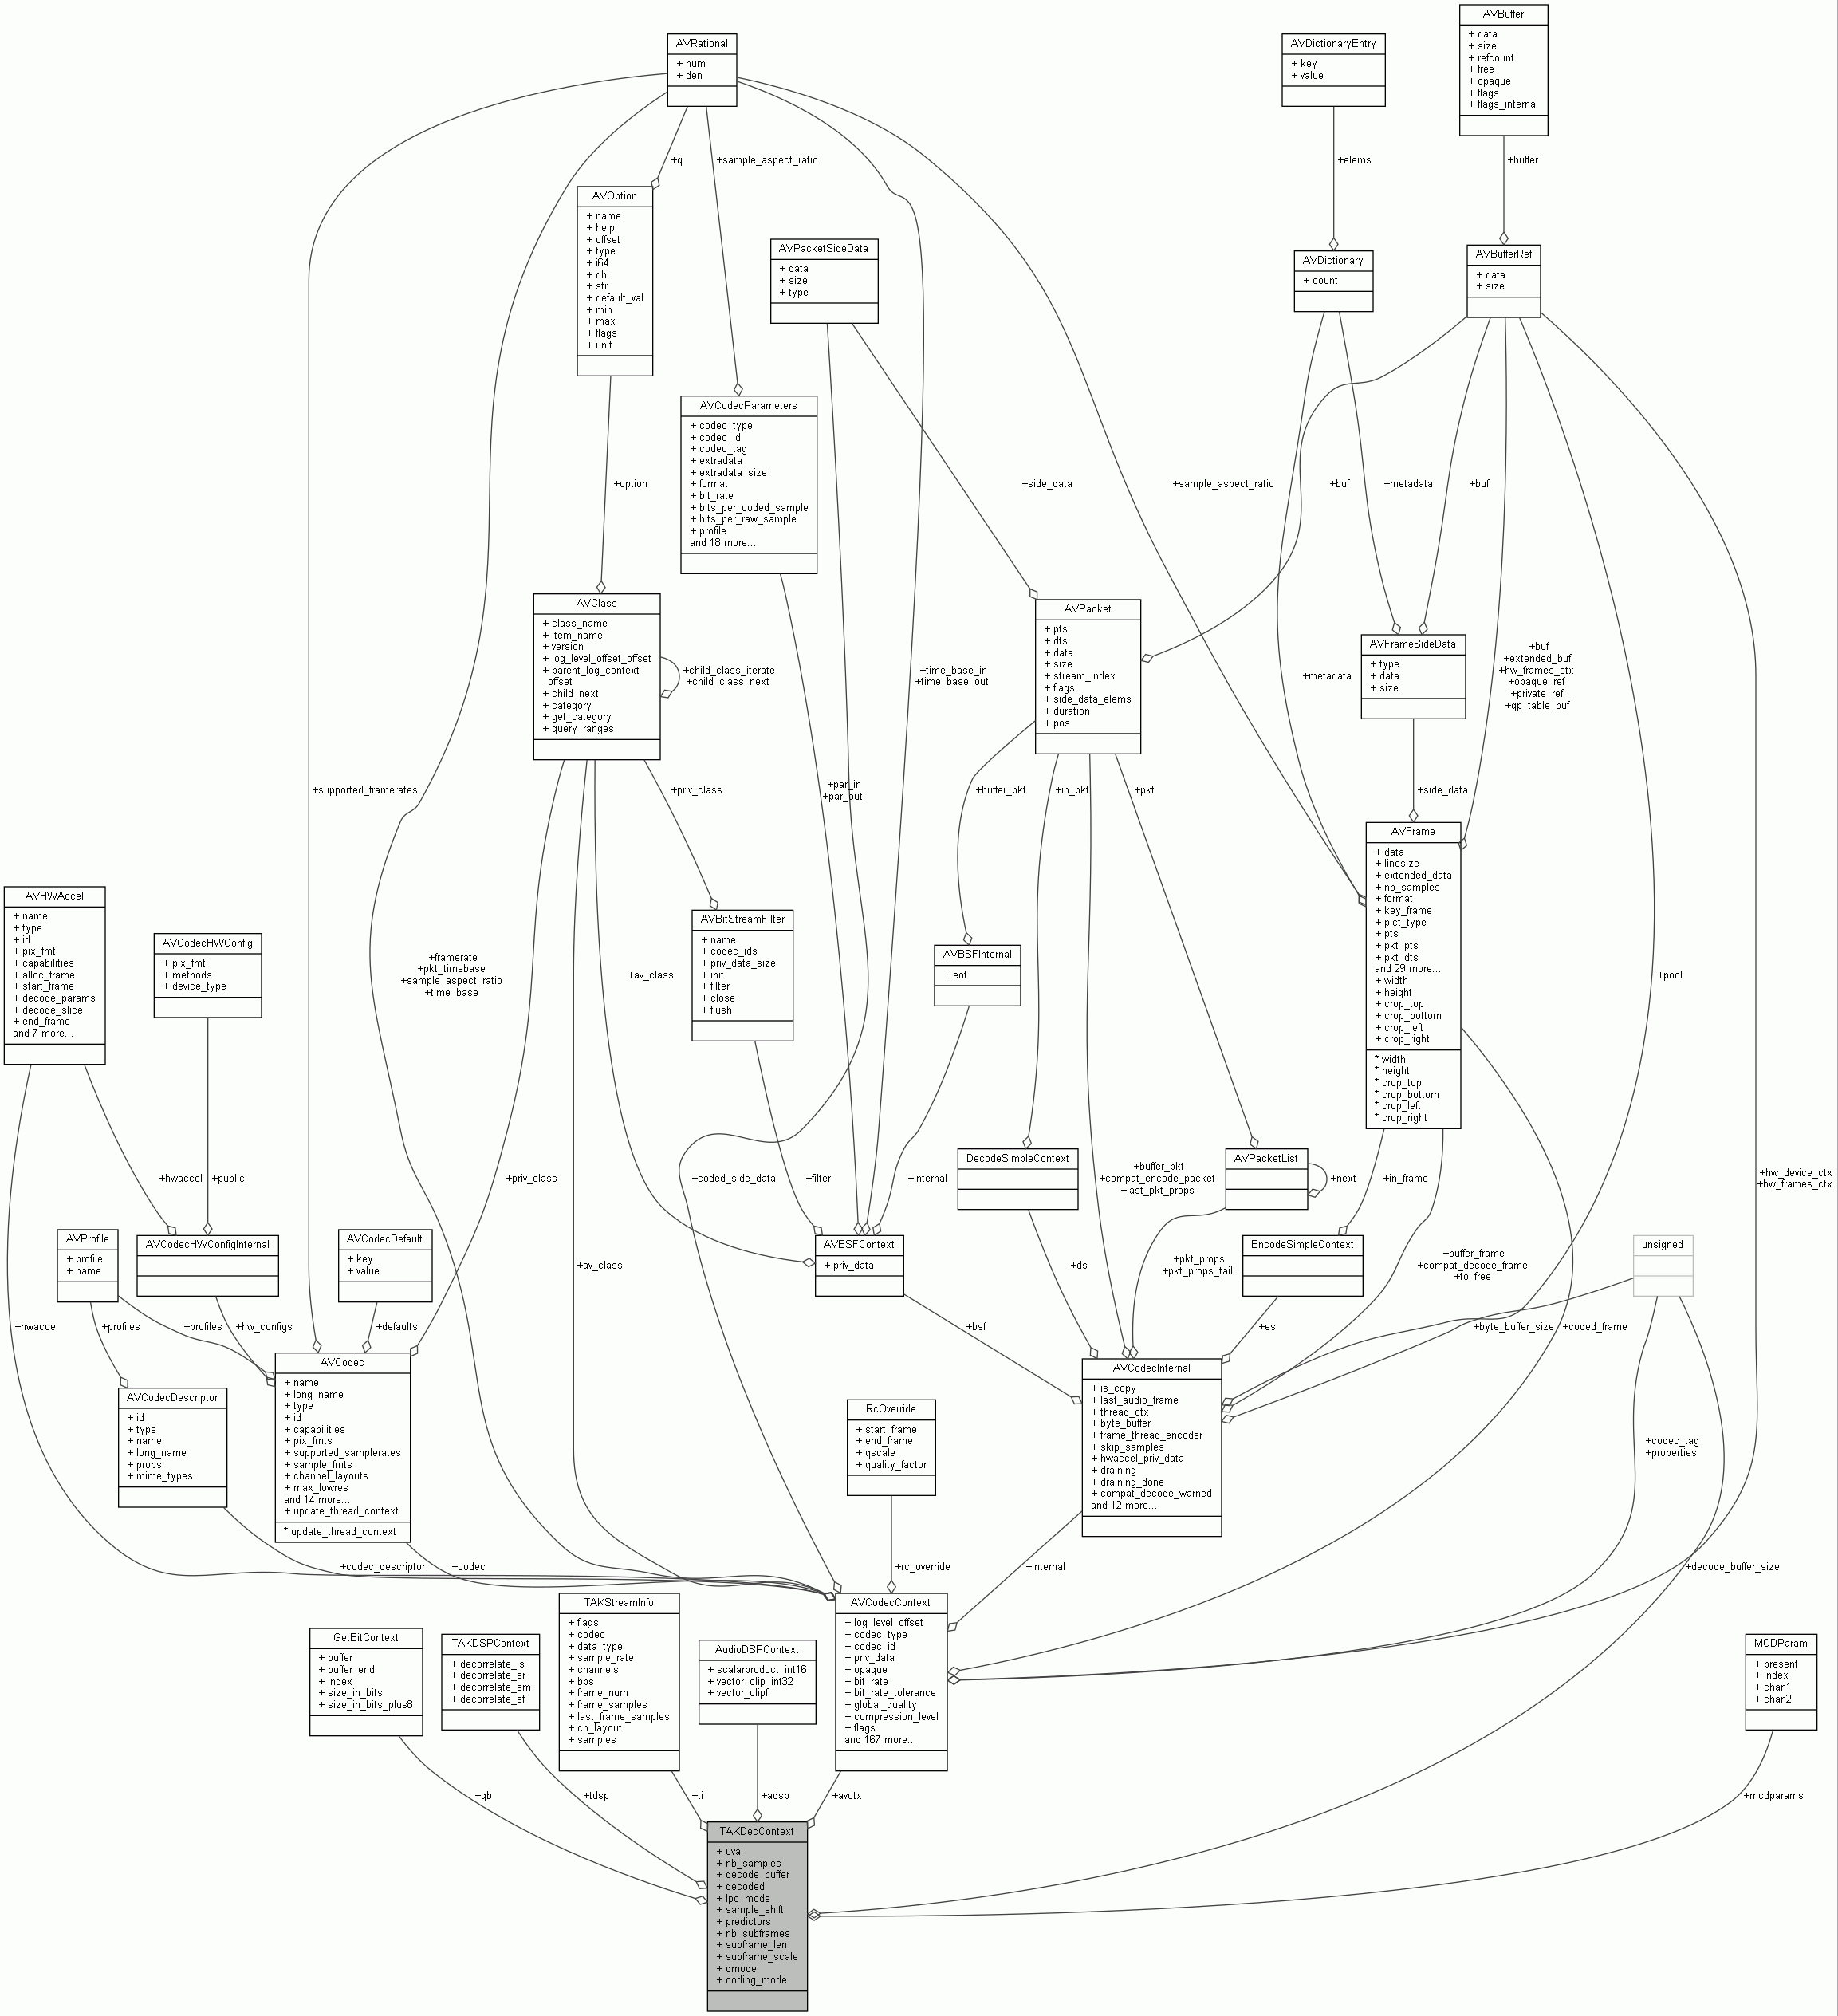 AVBuffer
+ data
+ size
+ refcount
+ free
+ opaque
+ flags
+ flags_internal
AVRational
+ num
+ den
AVDictionaryEntry
+ key
+ value
+q
+sample_aspect_ratio
+elems
+buffer
AVOption
+ name
+ help
+ offset
+ type
+ i64
+ dbl
+ str
+ default_val
+ min
+ max
+ flags
+ unit
AVPacketSideData
+ data
+ size
+ type
AVDictionary
+ count
AVBufferRef
+ data
+ size
AVCodecParameters
+ codec_type
+ codec_id
+ codec_tag
+ extradata
+ extradata_size
+ format
+ bit_rate
+ bits_per_coded_sample
+ bits_per_raw_sample
+ profile
and 18 more...
+option
+side_data
+sample_aspect_ratio
+buf
+metadata
+buf
AVClass
+ class_name
+ item_name
+ version
+ log_level_offset_offset
+ parent_log_context
_offset
+ child_next
+ category
+ get_category
+ query_ranges
+child_class_iterate
+child_class_next
+time_base_in
+time_base_out
AVPacket
+ pts
+ dts
+ data
+ size
+ stream_index
+ flags
+ side_data_elems
+ duration
+ pos
+metadata
AVFrameSideData
+ type
+ data
+ size
+buf
+extended_buf
+hw_frames_ctx
+opaque_ref
+private_ref
+qp_table_buf
+supported_framerates
+priv_class
+par_in
+par_out
+buffer_pkt
+in_pkt
+pkt
+side_data
AVFrame
+ data
+ linesize
+ extended_data
+ nb_samples
+ format
+ key_frame
+ pict_type
+ pts
+ pkt_pts
+ pkt_dts
and 29 more...
+ width
+ height
+ crop_top
+ crop_bottom
+ crop_left
+ crop_right
* width
* height
* crop_top
* crop_bottom
* crop_left
* crop_right
AVHWAccel
+ name
+ type
+ id
+ pix_fmt
+ capabilities
+ alloc_frame
+ start_frame
+ decode_params
+ decode_slice
+ end_frame
and 7 more...
AVCodecHWConfig
+ pix_fmt
+ methods
+ device_type
+framerate
+pkt_timebase
+sample_aspect_ratio
+time_base
+av_class
AVBitStreamFilter
+ name
+ codec_ids
+ priv_data_size
+ init
+ filter
+ close
+ flush
AVBSFInternal
+ eof
+pool
+hwaccel
+public
+priv_class
+coded_side_data
+filter
+internal
DecodeSimpleContext
+buffer_pkt
+compat_encode_packet
+last_pkt_props
AVPacketList
+next
+in_frame
+hw_device_ctx
+hw_frames_ctx
AVProfile
+ profile
+ name
AVCodecHWConfigInternal
AVCodecDefault
+ key
+ value
+av_class
AVBSFContext
+ priv_data
+ds
+pkt_props
+pkt_props_tail
EncodeSimpleContext
+buffer_frame
+compat_decode_frame
+to_free
unsigned
+hwaccel
+profiles
+profiles
+hw_configs
+defaults
+bsf
+es
+byte_buffer_size
+coded_frame
AVCodecDescriptor
+ id
+ type
+ name
+ long_name
+ props
+ mime_types
AVCodec
+ name
+ long_name
+ type
+ id
+ capabilities
+ pix_fmts
+ supported_samplerates
+ sample_fmts
+ channel_layouts
+ max_lowres
and 14 more...
+ update_thread_context
* update_thread_context
RcOverride
+ start_frame
+ end_frame
+ qscale
+ quality_factor
AVCodecInternal
+ is_copy
+ last_audio_frame
+ thread_ctx
+ byte_buffer
+ frame_thread_encoder
+ skip_samples
+ hwaccel_priv_data
+ draining
+ draining_done
+ compat_decode_warned
and 12 more...
+codec_tag
+properties
+codec_descriptor
+codec
+rc_override
+internal
+decode_buffer_size
GetBitContext
+ buffer
+ buffer_end
+ index
+ size_in_bits
+ size_in_bits_plus8
TAKDSPContext
+ decorrelate_ls
+ decorrelate_sr
+ decorrelate_sm
+ decorrelate_sf
TAKStreamInfo
+ flags
+ codec
+ data_type
+ sample_rate
+ channels
+ bps
+ frame_num
+ frame_samples
+ last_frame_samples
+ ch_layout
+ samples
AudioDSPContext
+ scalarproduct_int16
+ vector_clip_int32
+ vector_clipf
AVCodecContext
+ log_level_offset
+ codec_type
+ codec_id
+ priv_data
+ opaque
+ bit_rate
+ bit_rate_tolerance
+ global_quality
+ compression_level
+ flags
and 167 more...
MCDParam
+ present
+ index
+ chan1
+ chan2
+gb
+tdsp
+ti
+adsp
+avctx
+mcdparams
TAKDecContext
+ uval
+ nb_samples
+ decode_buffer
+ decoded
+ lpc_mode
+ sample_shift
+ predictors
+ nb_subframes
+ subframe_len
+ subframe_scale
+ dmode
+ coding_mode